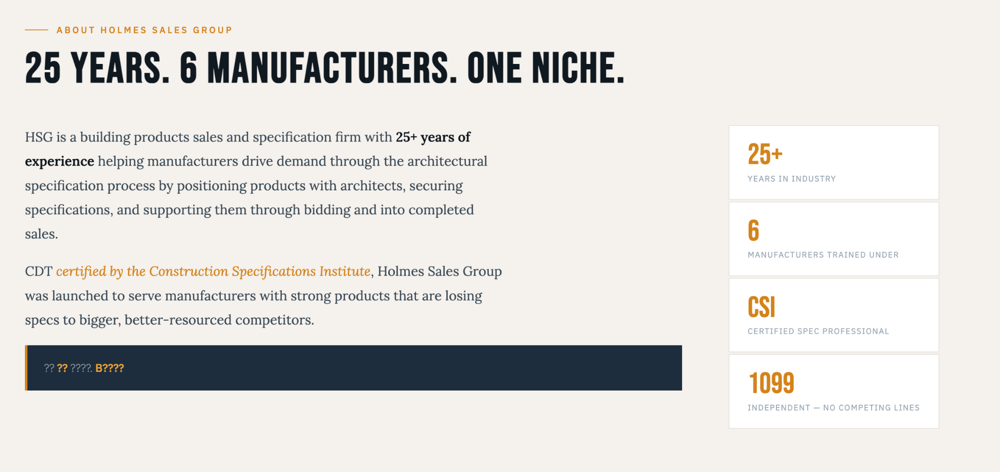 ABOUT HOLMES SALES GROUP
25 YEARS. 6 MANUFACTURERS. ONE NICHE.
HSG is a building products sales and specification firm with 25+ years of
experience helping manufacturers drive demand through the architectural
specification process by positioning products with architects, securing
specifications, and supporting them through bidding and into completed
sales.
CDT certified by the Construction Specifications Institute, Holmes Sales Group
was launched to serve manufacturers with strong products that are losing
specs to bigger, better-resourced competitors.
?? ?? ????. B????
25+
YEARS IN INDUSTRY
6
MANUFACTURERS TRAINED UNDER
CSI
CERTIFIED SPEC PROFESSIONAL
1099
INDEPENDENT — NO COMPETING LINES